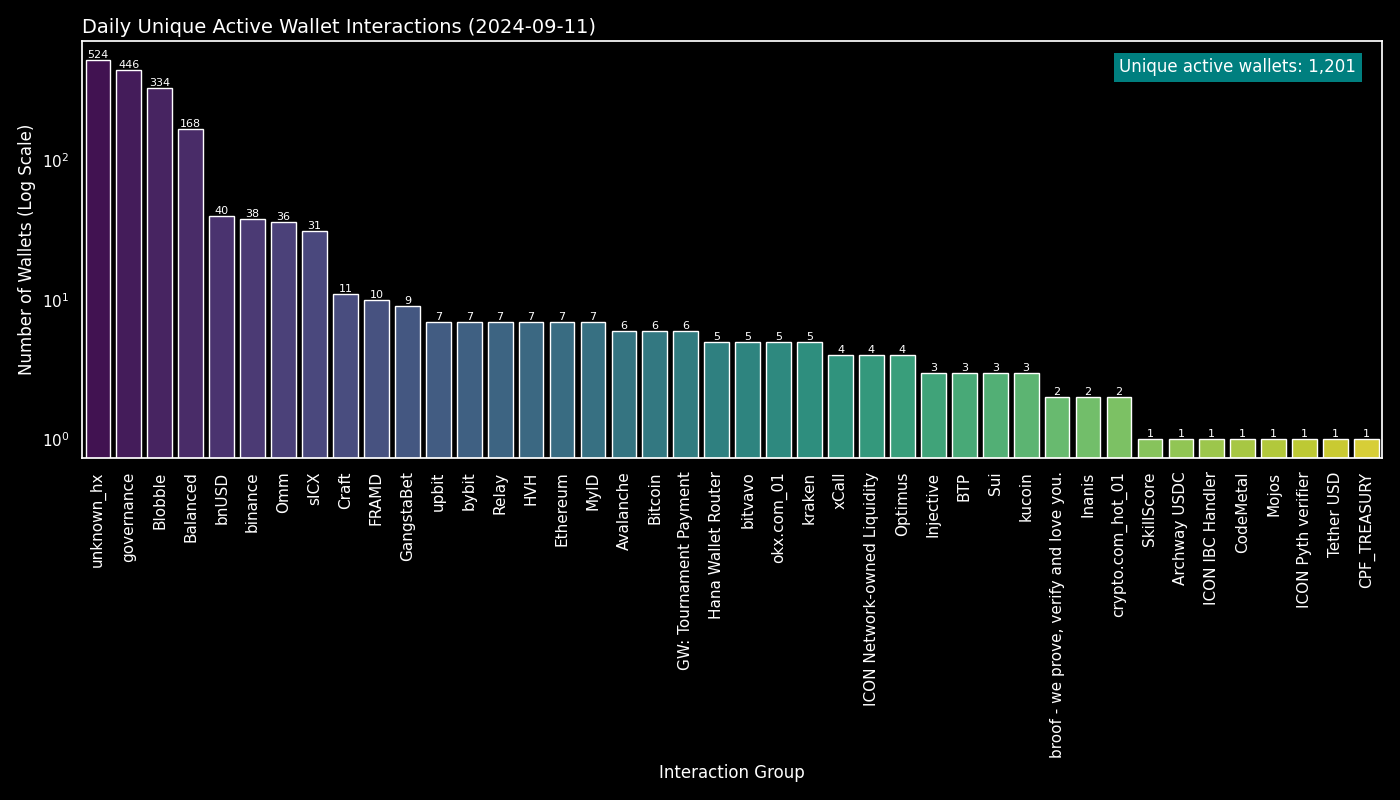 Daily Unique Active Wallet Interactions (2024-09-11)
Unique active wallets: 1,201
Number of Wallets (Log Scale)
10²
10¹
10⁰
524
446
334
168
40
38
36
31
11
10
9
7
7
7
7
7
7
6
6
6
5
5
5
5
4
4
4
3
3
3
3
2
2
2
1
1
1
1
1
1
1
1
unknown_hx
governance
Blobble
Balanced
bnUSD
binance
Omm
sICX
Craft
FRAMD
GangstaBet
upbit
bybit
Relay
HVH
Ethereum
MyID
Avalanche
Bitcoin
GW: Tournament Payment
Hana Wallet Router
bitvavo
okx.com_01
kraken
xCall
ICON Network-owned Liquidity
Optimus
Injective
BTP
Sui
kucoin
broof - we prove, verify and love you.
Inanis
crypto.com_hot_01
SkillScore
Archway USDC
ICON IBC Handler
CodeMetal
Mojos
ICON Pyth verifier
Tether USD
CPF_TREASURY
Interaction Group